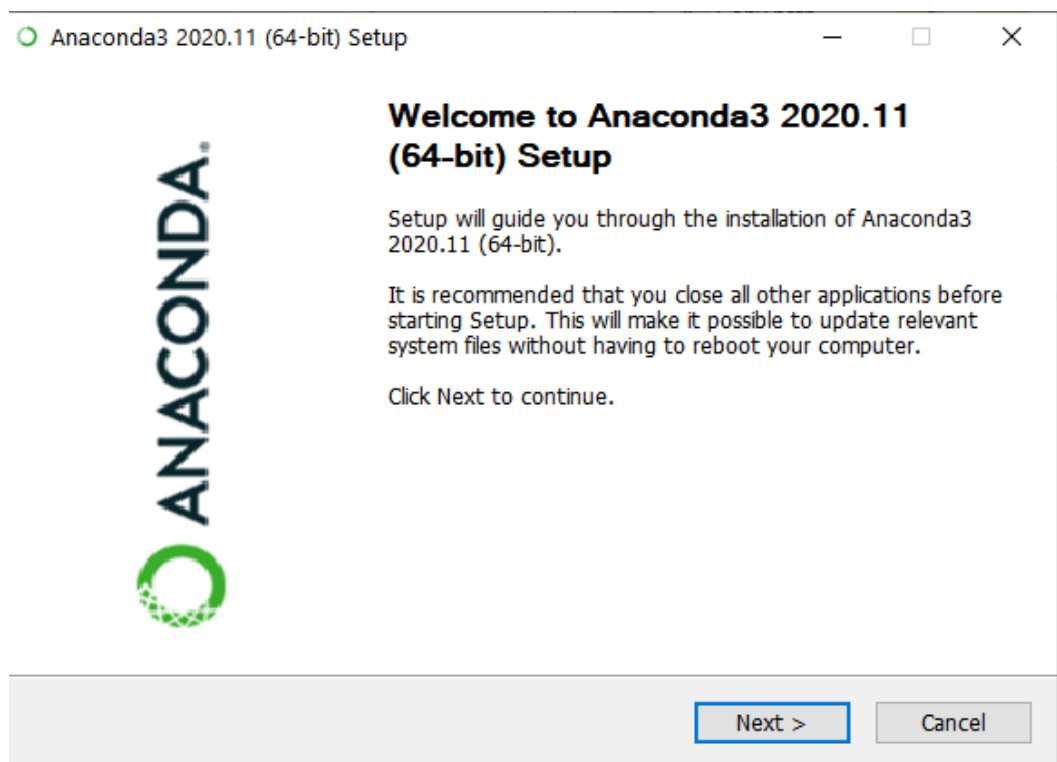 Anaconda3 2020.11 (64-bit) Setup
Welcome to Anaconda3 2020.11
(64-bit) Setup
Setup will guide you through the installation of Anaconda3
2020.11 (64-bit).
It is recommended that you close all other applications before
starting Setup. This will make it possible to update relevant
system files without having to reboot your computer.
Click Next to continue.
ANACONDA.
Next >
Cancel